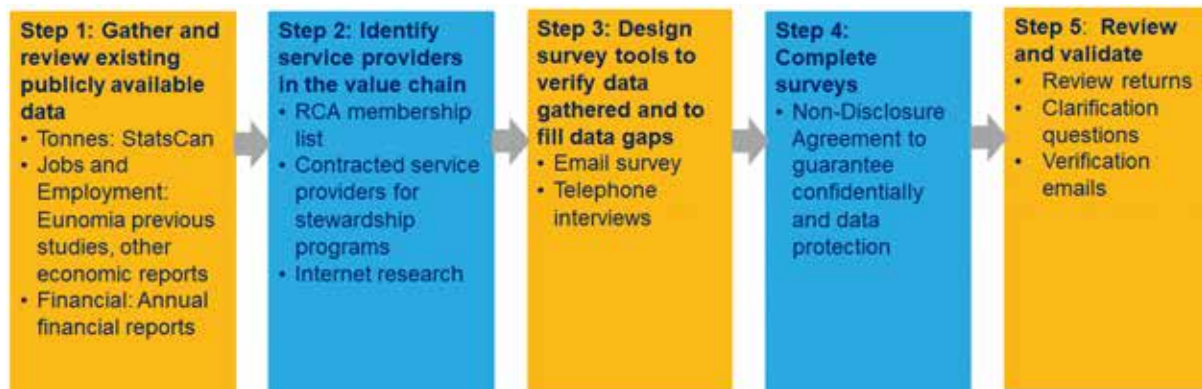 Step 1: Gather and
review existing
publicly available
data
• Tonnes: StatsCan
• Jobs and
Employment:
Eunomia previous
studies, other
economic reports
• Financial: Annual
financial reports
Step 2: Identify
service providers
in the value chain
• RCA membership
list
• Contracted service
providers for
stewardship
programs
• Internet research
Step 3: Design
survey tools to
verify data
gathered and to
fill data gaps
• Email survey
• Telephone
interviews
Step 4:
Complete
surveys
• Non-Disclosure
Agreement to
guarantee
confidentially
and data
protection
Step 5: Review
and validate
• Review returns
• Clarification
questions
• Verification
emails